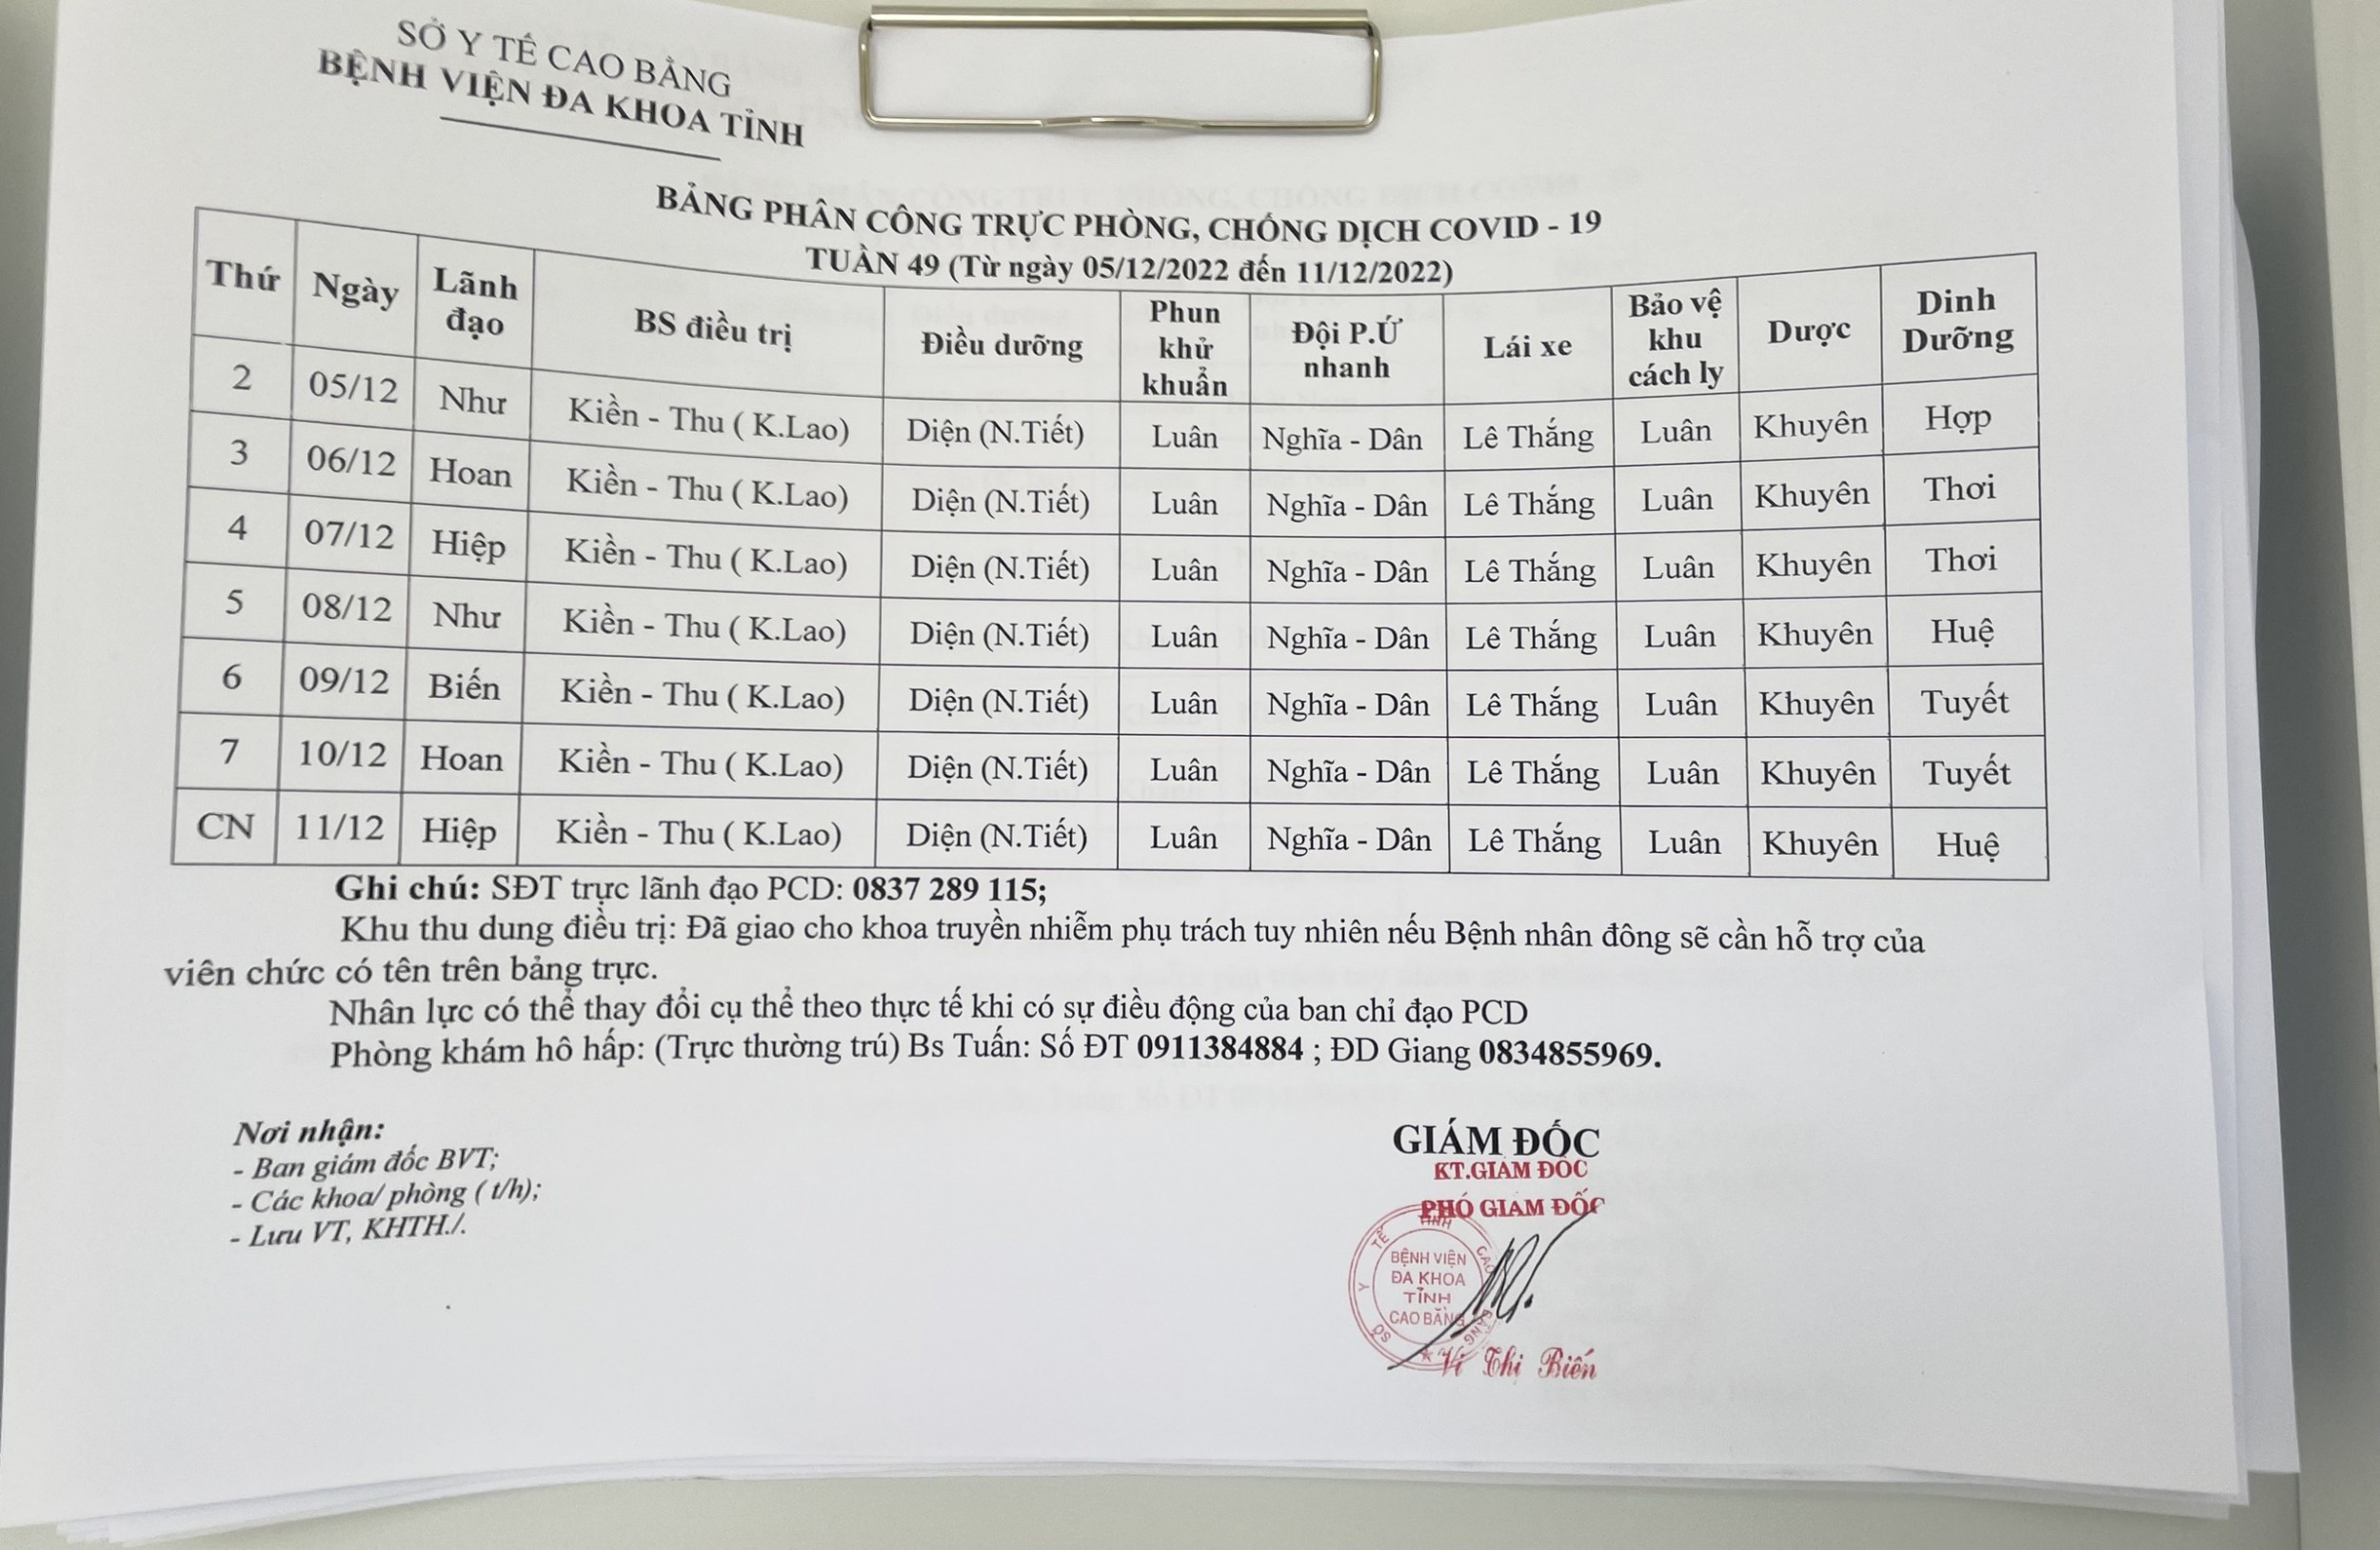 SỞ Y TẾ CAO BẰNG
BỆNH VIỆN ĐA KHOA TỈNH
BẢNG PHÂN CÔNG TRỰC PHÒNG, CHỐNG DỊCH COVID - 19
TUẦN 49 (Từ ngày 05/12/2022 đến 11/12/2022)
Thứ Ngày Lãnh đạo BS điều trị Điều dưỡng Phun khử khuẩn Đội P.Ứ nhanh Lái xe Bảo vệ khu cách ly Dược Dinh Dưỡng
2 05/12 Như Kiền - Thu ( K.Lao) Diện (N.Tiết) Luân Nghĩa - Dân Lê Thắng Luân Khuyên Hợp
3 06/12 Hoan Kiền - Thu ( K.Lao) Diện (N.Tiết) Luân Nghĩa - Dân Lê Thắng Luân Khuyên Thơi
4 07/12 Hiệp Kiền - Thu ( K.Lao) Diện (N.Tiết) Luân Nghĩa - Dân Lê Thắng Luân Khuyên Thơi
5 08/12 Như Kiền - Thu ( K.Lao) Diện (N.Tiết) Luân Nghĩa - Dân Lê Thắng Luân Khuyên Huệ
6 09/12 Biến Kiền - Thu ( K.Lao) Diện (N.Tiết) Luân Nghĩa - Dân Lê Thắng Luân Khuyên Tuyết
7 10/12 Hoan Kiền - Thu ( K.Lao) Diện (N.Tiết) Luân Nghĩa - Dân Lê Thắng Luân Khuyên Tuyết
CN 11/12 Hiệp Kiền - Thu ( K.Lao) Diện (N.Tiết) Luân Nghĩa - Dân Lê Thắng Luân Khuyên Huệ
Ghi chú: SĐT trực lãnh đạo PCD: 0837 289 115;
Khu thu dung điều trị: Đã giao cho khoa truyền nhiễm phụ trách tuy nhiên nếu Bệnh nhân đông sẽ cần hỗ trợ của
viên chức có tên trên bảng trực.
Nhân lực có thể thay đổi cụ thể theo thực tế khi có sự điều động của ban chỉ đạo PCD
Phòng khám hô hấp: (Trực thường trú) Bs Tuấn: Số ĐT 0911384884 ; ĐD Giang 0834855969.
Nơi nhận:
- Ban giám đốc BVT;
- Các khoa/ phòng ( t/h);
- Lưu VT, KHTH./.
GIÁM ĐỐC
KT.GIÁM ĐỐC
PHÓ GIÁM ĐỐC
SỞ Y TẾ TỈNH CAO BẰNG
BỆNH VIỆN
ĐA KHOA
TỈNH
CAO BẰNG
Vi Thị Biến